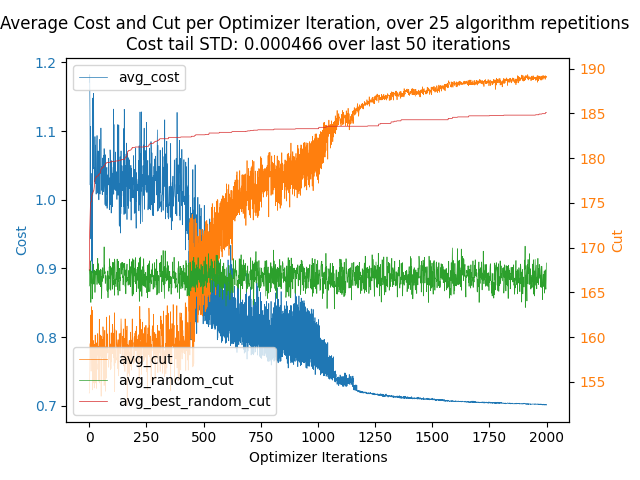 Average Cost and Cut per Optimizer Iteration, over 25 algorithm repetitions
Cost tail STD: 0.000466 over last 50 iterations
avg_cost
1.2
1.1
1.0
0.9
0.8
0.7
Cost
190
185
180
175
170
165
160
155
Cut
avg_cut
avg_random_cut
avg_best_random_cut
0 250 500 750 1000 1250 1500 1750 2000
Optimizer Iterations